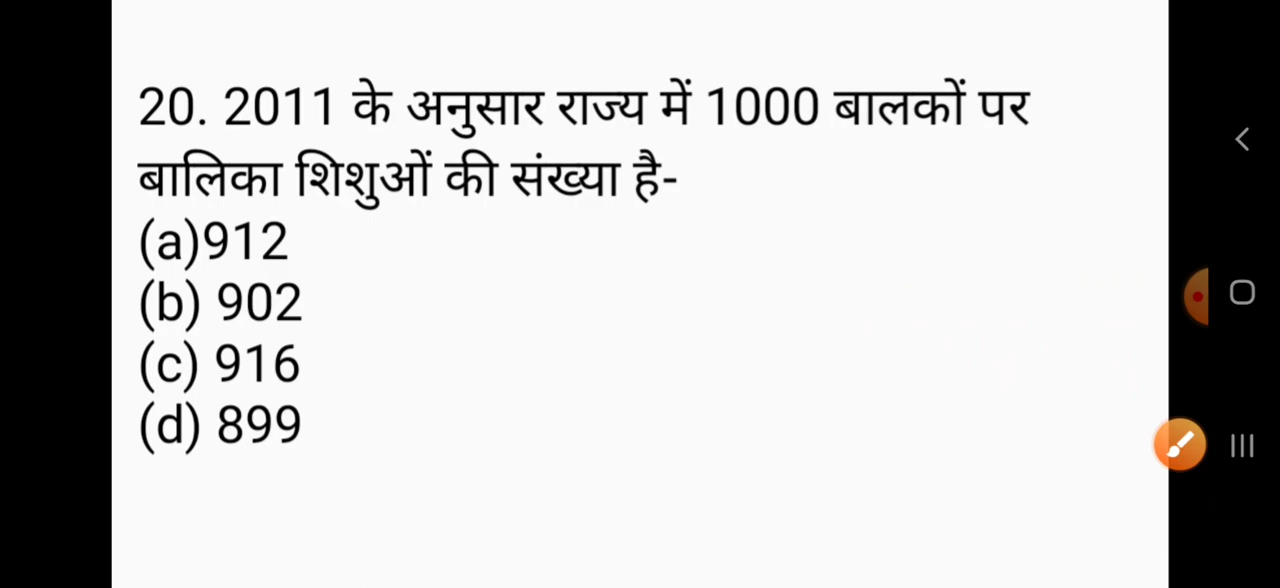 20. 2011 के अनुसार राज्य में 1000 बालकों पर
बालिका शिशुओं की संख्या है-
(a)912
(b) 902
(c) 916
(d) 899